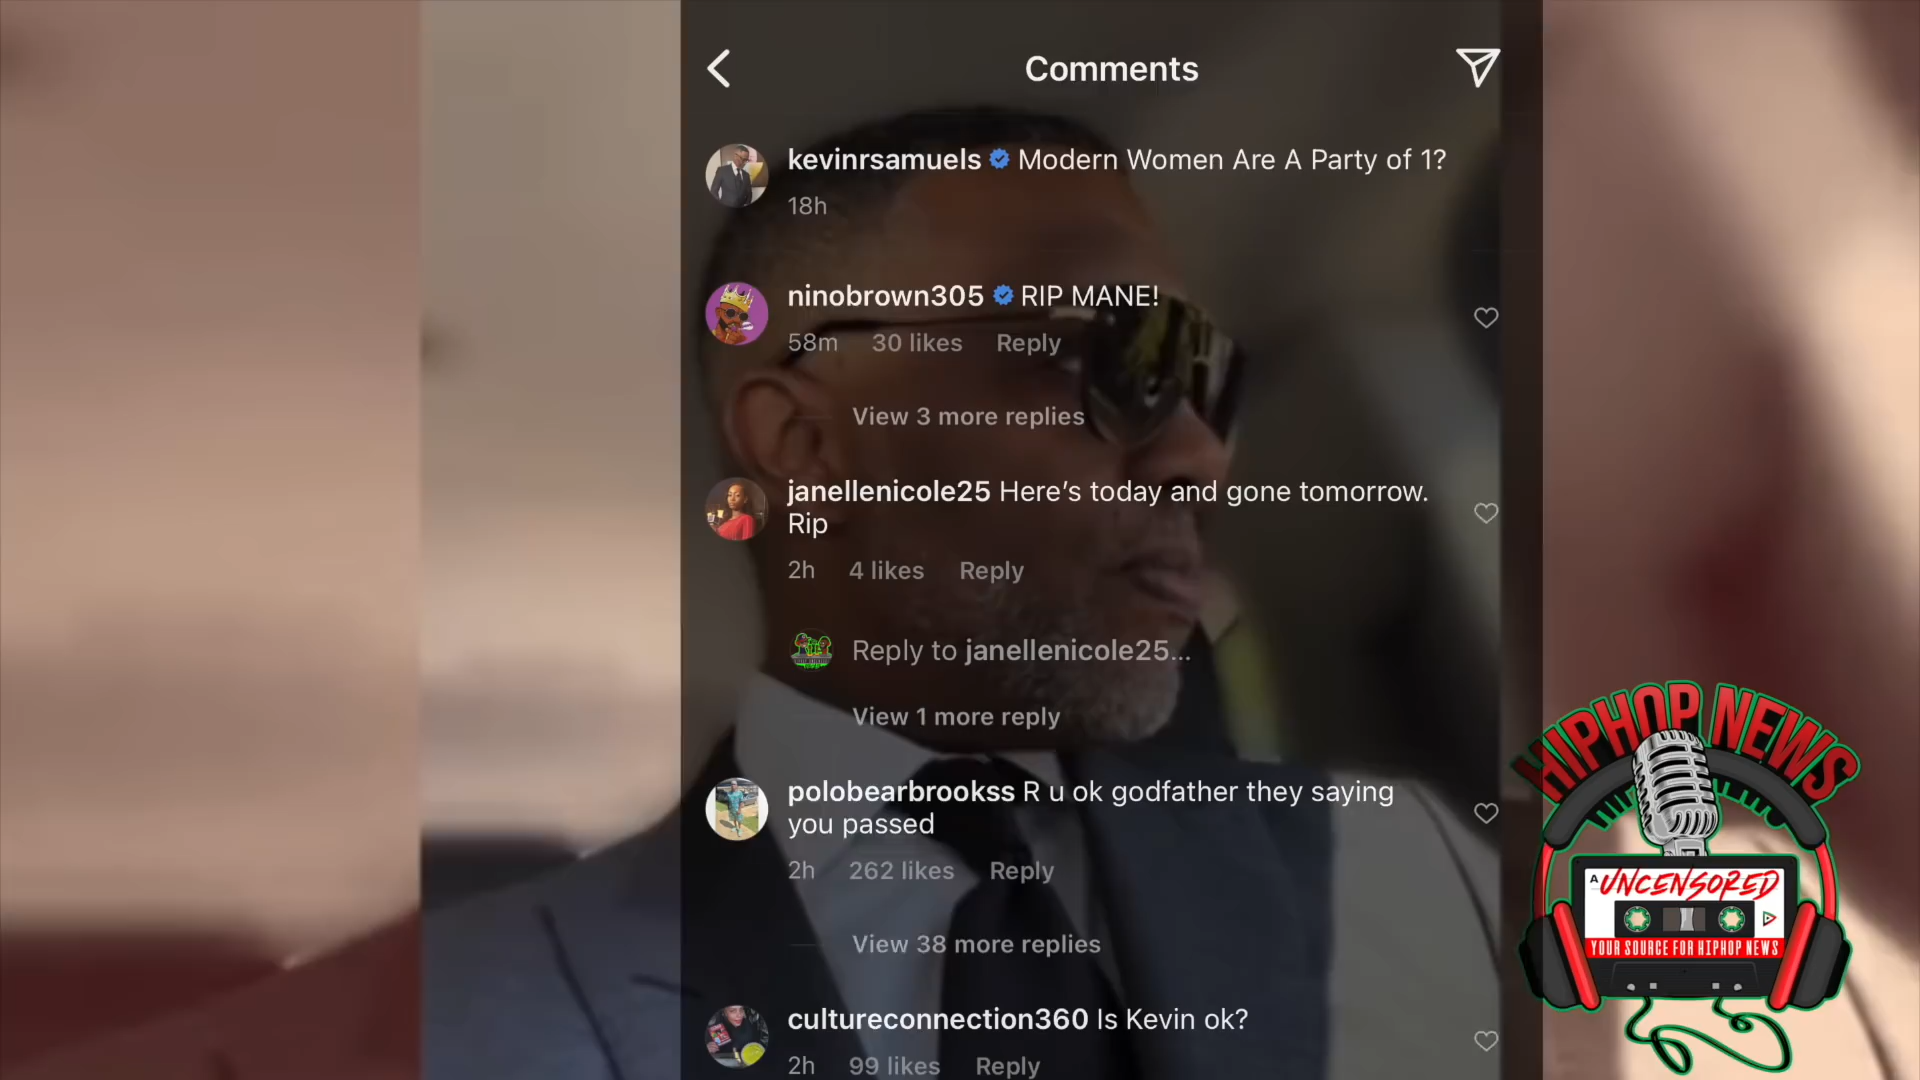 Comments
kevinrsamuels Modern Women Are A Party of 1?
18h
ninobrown305 RIP MANE!
58m 30 likes Reply
View 3 more replies
janellenicole25 Here's today and gone tomorrow.
Rip
2h 4 likes Reply
Reply to janellenicole25...
View 1 more reply
polobearbrookss R u ok godfather they saying
you passed
2h 262 likes Reply
View 38 more replies
cultureconnection360 Is Kevin ok?
2h 99 likes Reply
HIPHOP NEWS
A UNCENSORED
YOUR SOURCE FOR HIPHOP NEWS